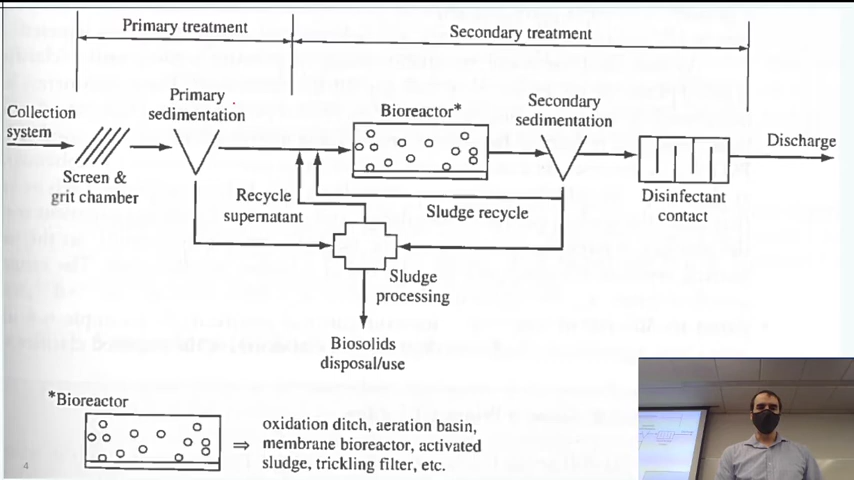 Primary treatment
Secondary treatment
Collection
system
Screen &
grit chamber
Primary
sedimentation
Bioreactor*
Secondary
sedimentation
Disinfectant
contact
Discharge
Recycle
supernatant
Sludge recycle
Sludge
processing
Biosolids
disposal/use
*Bioreactor
oxidation ditch, aeration basin,
membrane bioreactor, activated
sludge, trickling filter, etc.
4